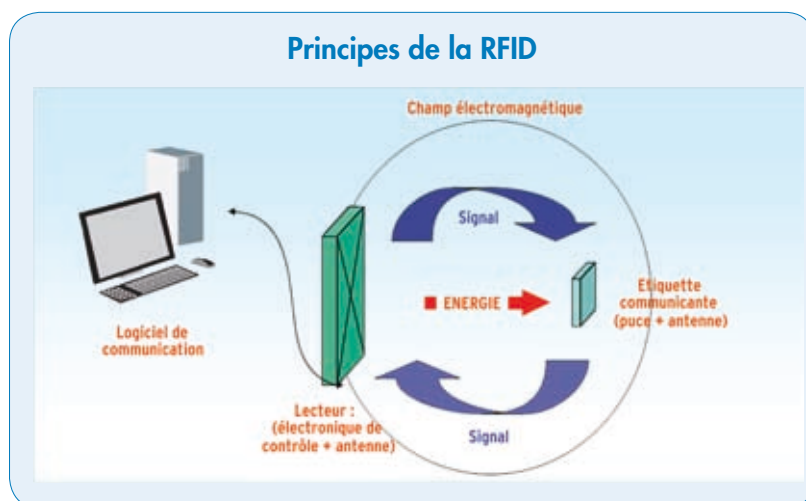 Principes de la RFID
Champ électromagnétique
Signal
ENERGIE
Etiquette
communicante
(puce + antenne)
Logiciel de
communication
Lecteur :
(électronique de
contrôle + antenne)
Signal